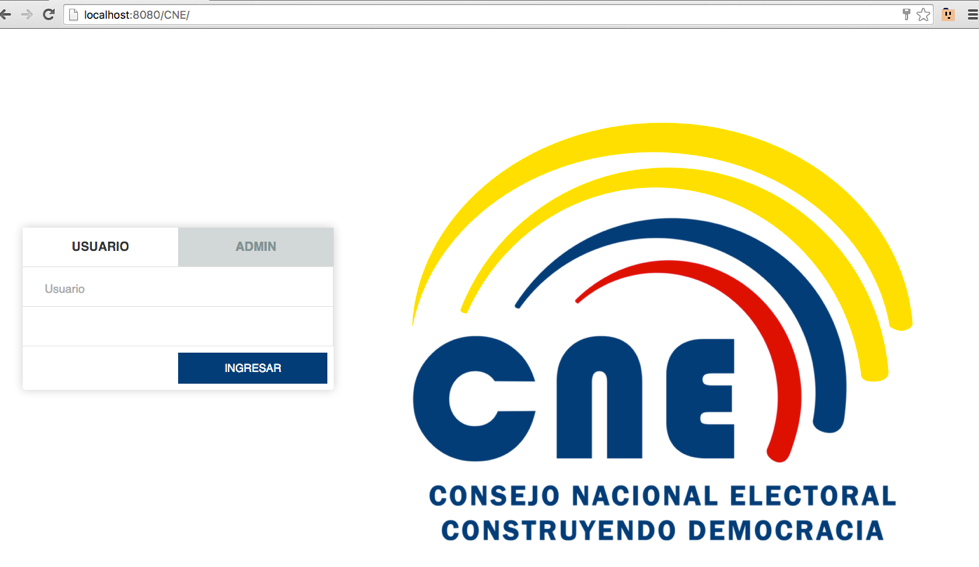 localhost:8080/CNE/
USUARIO
ADMIN
Usuario
INGRESAR
CNE
CONSEJO NACIONAL ELECTORAL
CONSTRUYENDO DEMOCRACIA